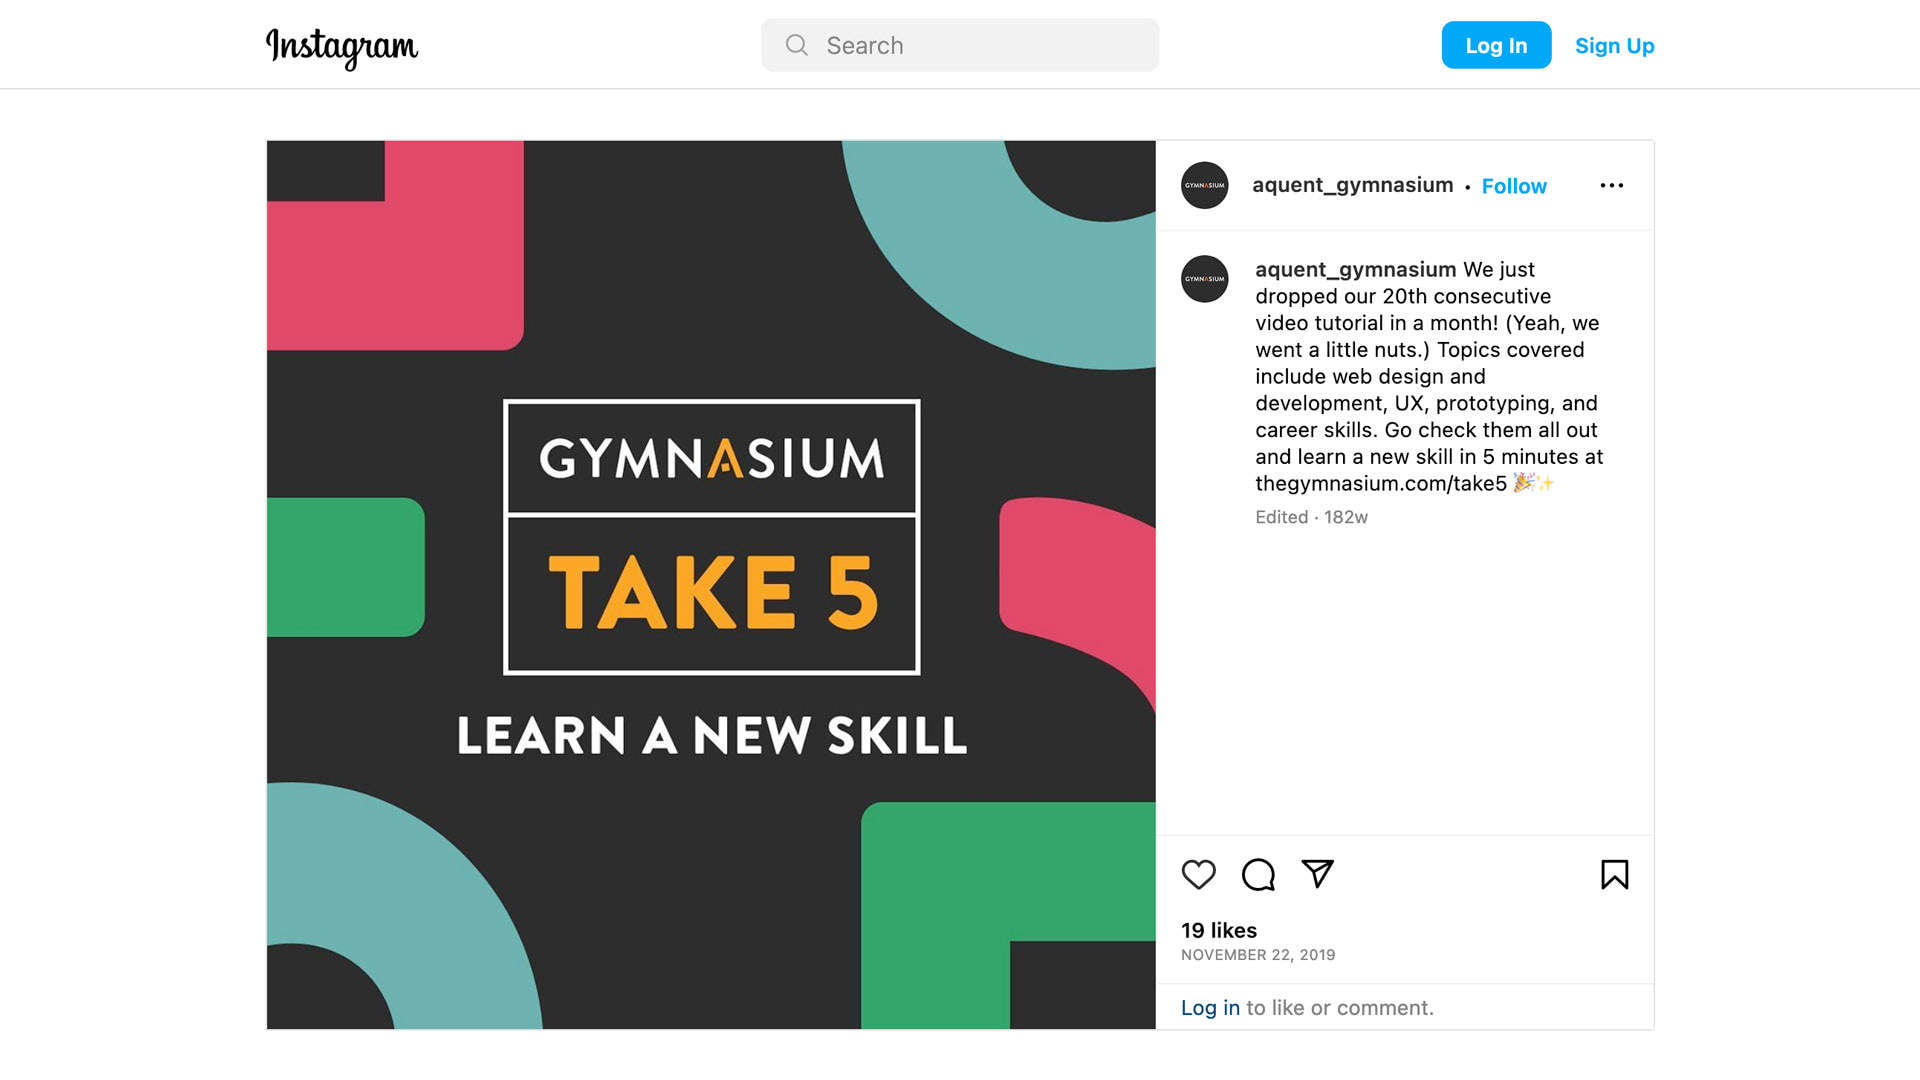 Instagram
Search
Log In
Sign Up
GYMNASIUM
TAKE 5
LEARN A NEW SKILL
GYMNASIUM
aquent_gymnasium • Follow
GYMNASIUM
aquent_gymnasium We just
dropped our 20th consecutive
video tutorial in a month! (Yeah, we
went a little nuts.) Topics covered
include web design and
development, UX, prototyping, and
career skills. Go check them all out
and learn a new skill in 5 minutes at
thegymnasium.com/take5 🎉✨
Edited · 182w
19 likes
NOVEMBER 22, 2019
Log in to like or comment.